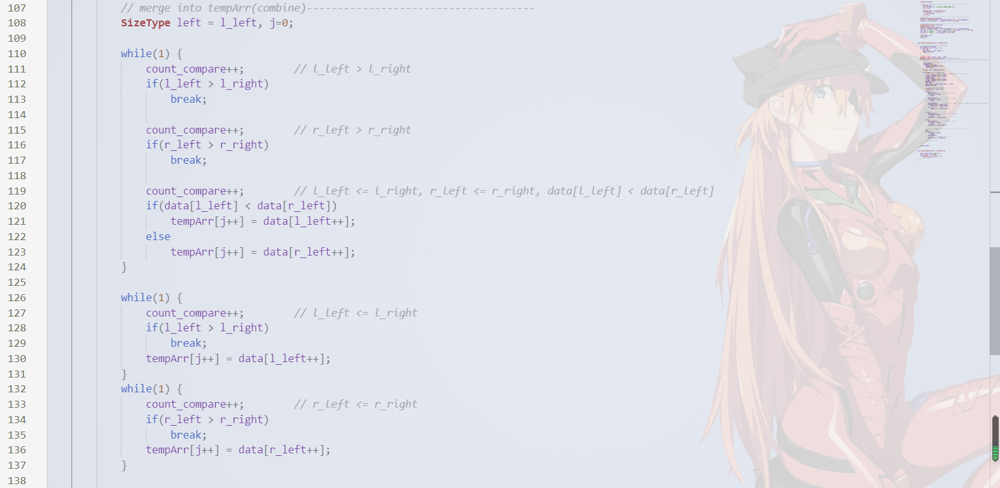 107 // merge into tempArr(combine)-------------------------------------
108 SizeType left = l_left, j=0;
109
110 while(1) {
111 count_compare++; // l_left > l_right
112 if(l_left > l_right)
113 break;
114
115 count_compare++; // r_left > r_right
116 if(r_left > r_right)
117 break;
118
119 count_compare++; // l_left <= l_right, r_left <= r_right, data[l_left] < data[r_left]
120 if(data[l_left] < data[r_left])
121 tempArr[j++] = data[l_left++];
122 else
123 tempArr[j++] = data[r_left++];
124 }
125
126 while(1) {
127 count_compare++; // l_left <= l_right
128 if(l_left > l_right)
129 break;
130 tempArr[j++] = data[l_left++];
131 }
132 while(1) {
133 count_compare++; // r_left <= r_right
134 if(r_left > r_right)
135 break;
136 tempArr[j++] = data[r_left++];
137 }
138